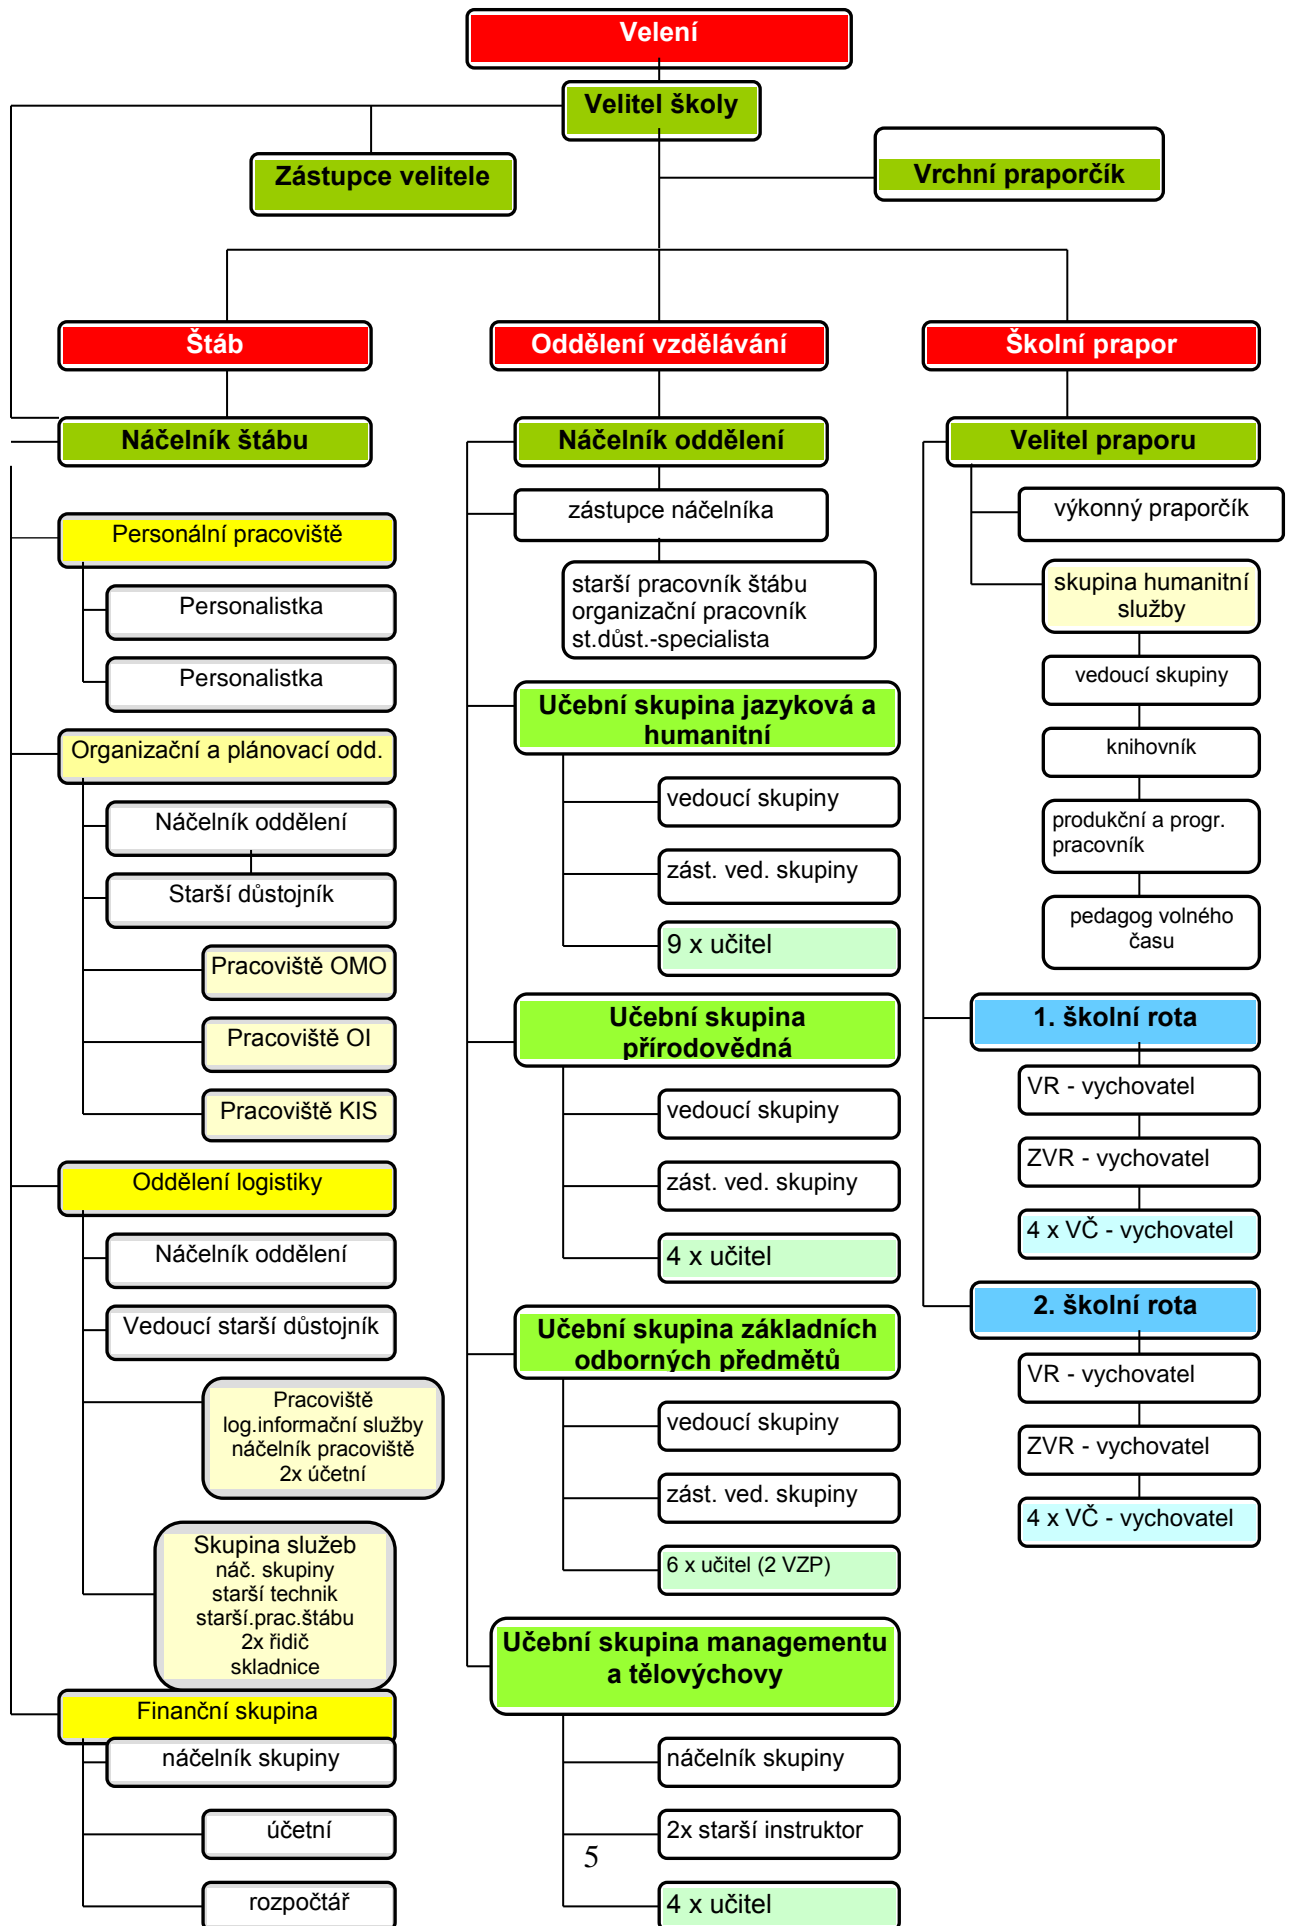 Velení
Velitel školy
Zástupce velitele
Vrchní praporčík
Štáb
Náčelník štábu
Personální pracoviště
Personalistka
Personalistka
Organizační a plánovací odd.
Náčelník oddělení
Starší důstojník
Pracoviště OMO
Pracoviště OI
Pracoviště KIS
Oddělení logistiky
Náčelník oddělení
Vedoucí starší důstojník
Pracoviště
log.informační služby
náčelník pracoviště
2x účetní
Skupina služeb
náč. skupiny
starší technik
starší.prac.štábu
2x řidič
skladnice
Finanční skupina
náčelník skupiny
účetní
rozpočtář
Oddělení vzdělávání
Náčelník oddělení
zástupce náčelníka
starší pracovník štábu
organizační pracovník
st.důst.-specialista
Učební skupina jazyková a
humanitní
vedoucí skupiny
zást. ved. skupiny
9 x učitel
Učební skupina
přírodovědná
vedoucí skupiny
zást. ved. skupiny
4 x učitel
Učební skupina základních
odborných předmětů
vedoucí skupiny
zást. ved. skupiny
6 x učitel (2 VZP)
Učební skupina managementu
a tělovýchovy
náčelník skupiny
2x starší instruktor
4 x učitel
Školní prapor
Velitel praporu
výkonný praporčík
skupina humanitní
služby
vedoucí skupiny
knihovník
produkční a progr.
pracovník
pedagog volného
času
1. školní rota
VR - vychovatel
ZVR - vychovatel
4 x VČ - vychovatel
2. školní rota
VR - vychovatel
ZVR - vychovatel
4 x VČ - vychovatel
5